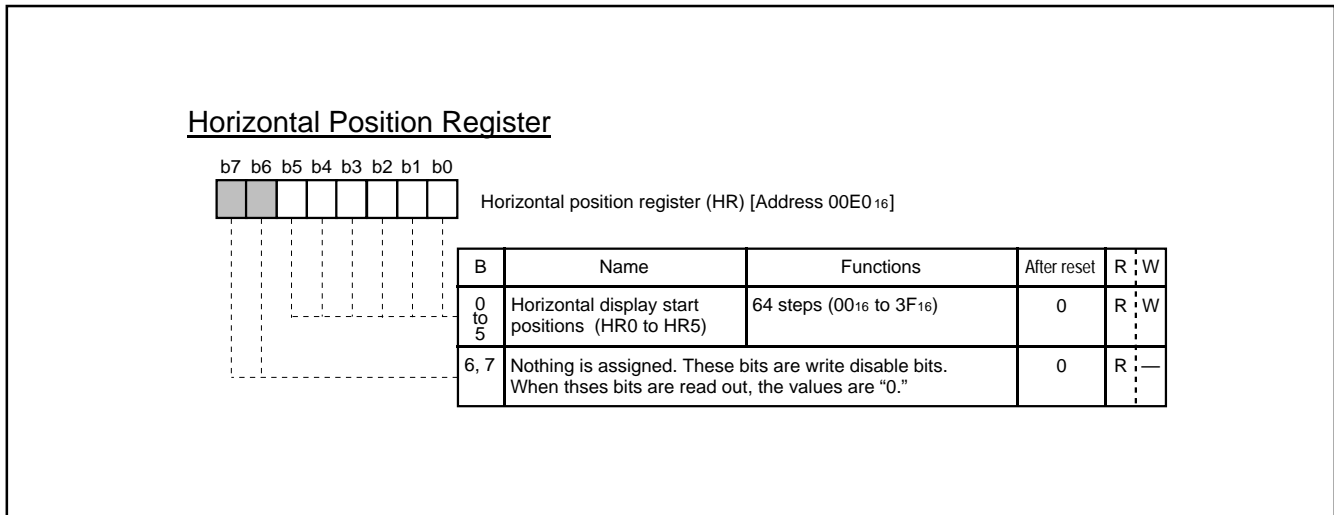 Horizontal Position Register
b7 b6 b5 b4 b3 b2 b1 b0
Horizontal position register (HR) [Address 00E0 16]
B Name Functions After reset R W
0 to 5 Horizontal display start positions (HR0 to HR5) 64 steps (0016 to 3F16) 0 R W
6, 7 Nothing is assigned. These bits are write disable bits. 0 R —
When thses bits are read out, the values are “0.”